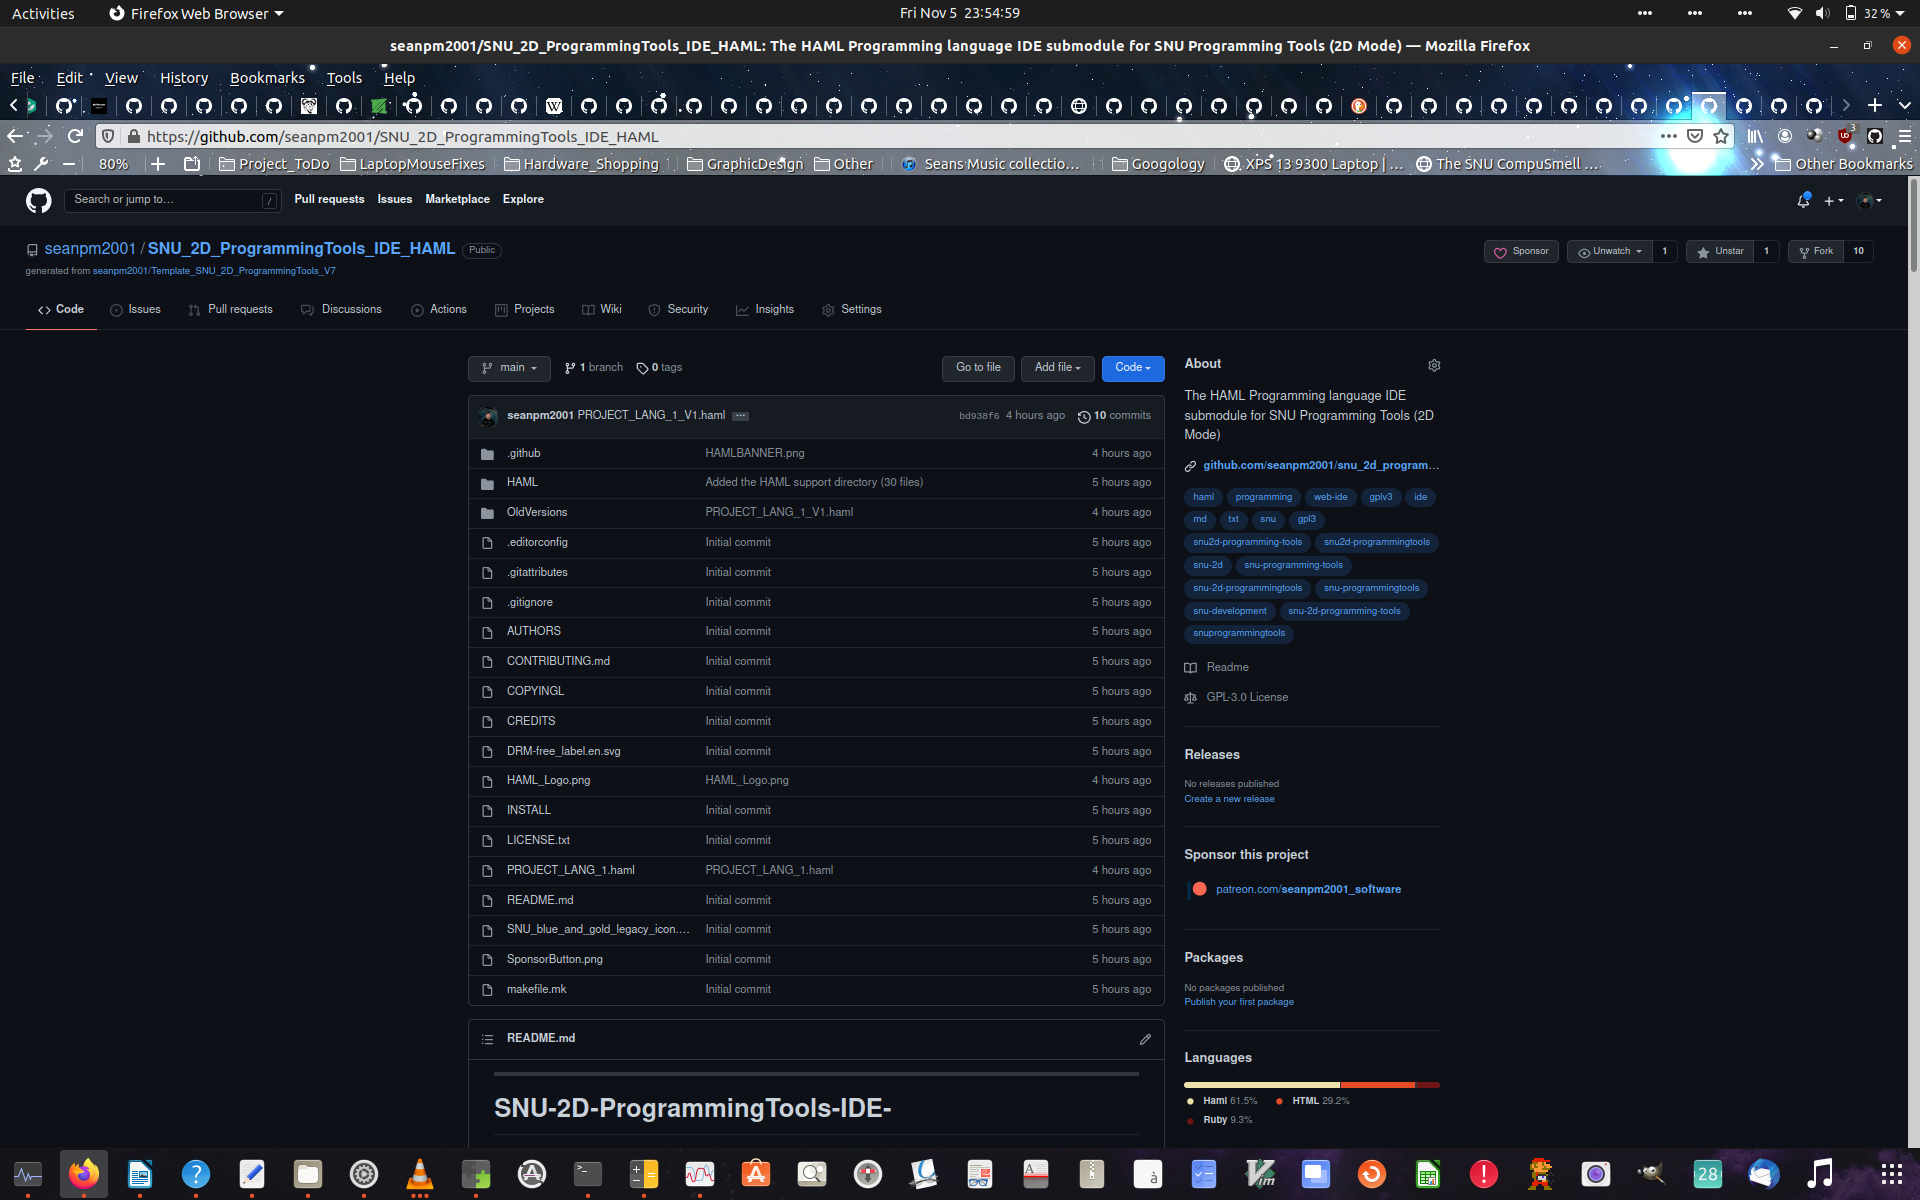 Activities Firefox Web Browser Fri Nov 5 23:54:59 32 %
seanpm2001/SNU_2D_ProgrammingTools_IDE_HAML: The HAML Programming language IDE submodule for SNU Programming Tools (2D Mode) — Mozilla Firefox
File Edit View History Bookmarks Tools Help
https://github.com/seanpm2001/SNU_2D_ProgrammingTools_IDE_HAML 3
80% Project_ToDo LaptopMouseFixes Hardware_Shopping GraphicDesign Other Seans Music collectio… Googology XPS 13 9300 Laptop | … The SNU CompuSmell … Other Bookmarks
Search or jump to… / Pull requests Issues Marketplace Explore
seanpm2001 / SNU_2D_ProgrammingTools_IDE_HAML Public Sponsor Unwatch 1 Unstar 1 Fork 10
generated from seanpm2001/Template_SNU_2D_ProgrammingTools_V7
Code Issues Pull requests Discussions Actions Projects Wiki Security Insights Settings
main 1 branch 0 tags Go to file Add file Code
seanpm2001 PROJECT_LANG_1_V1.haml bd938f6 4 hours ago 10 commits
.github HAMLBANNER.png 4 hours ago
HAML Added the HAML support directory (30 files) 5 hours ago
OldVersions PROJECT_LANG_1_V1.haml 4 hours ago
.editorconfig Initial commit 5 hours ago
.gitattributes Initial commit 5 hours ago
.gitignore Initial commit 5 hours ago
AUTHORS Initial commit 5 hours ago
CONTRIBUTING.md Initial commit 5 hours ago
COPYINGL Initial commit 5 hours ago
CREDITS Initial commit 5 hours ago
DRM-free_label.en.svg Initial commit 5 hours ago
HAML_Logo.png HAML_Logo.png 4 hours ago
INSTALL Initial commit 5 hours ago
LICENSE.txt Initial commit 5 hours ago
PROJECT_LANG_1.haml PROJECT_LANG_1.haml 4 hours ago
README.md Initial commit 5 hours ago
SNU_blue_and_gold_legacy_icon.… Initial commit 5 hours ago
SponsorButton.png Initial commit 5 hours ago
makefile.mk Initial commit 5 hours ago
README.md
SNU-2D-ProgrammingTools-IDE-
About
The HAML Programming language IDE
submodule for SNU Programming Tools (2D
Mode)
github.com/seanpm2001/snu_2d_program…
haml programming web-ide gplv3 ide
md txt snu gpl3
snu2d-programming-tools snu2d-programmingtools
snu-2d snu-programming-tools
snu-2d-programmingtools snu-programmingtools
snu-development snu-2d-programming-tools
snuprogrammingtools
Readme
GPL-3.0 License
Releases
No releases published
Create a new release
Sponsor this project
patreon.com/seanpm2001_software
Packages
No packages published
Publish your first package
Languages
Haml 61.5% HTML 29.2%
Ruby 9.3%
28